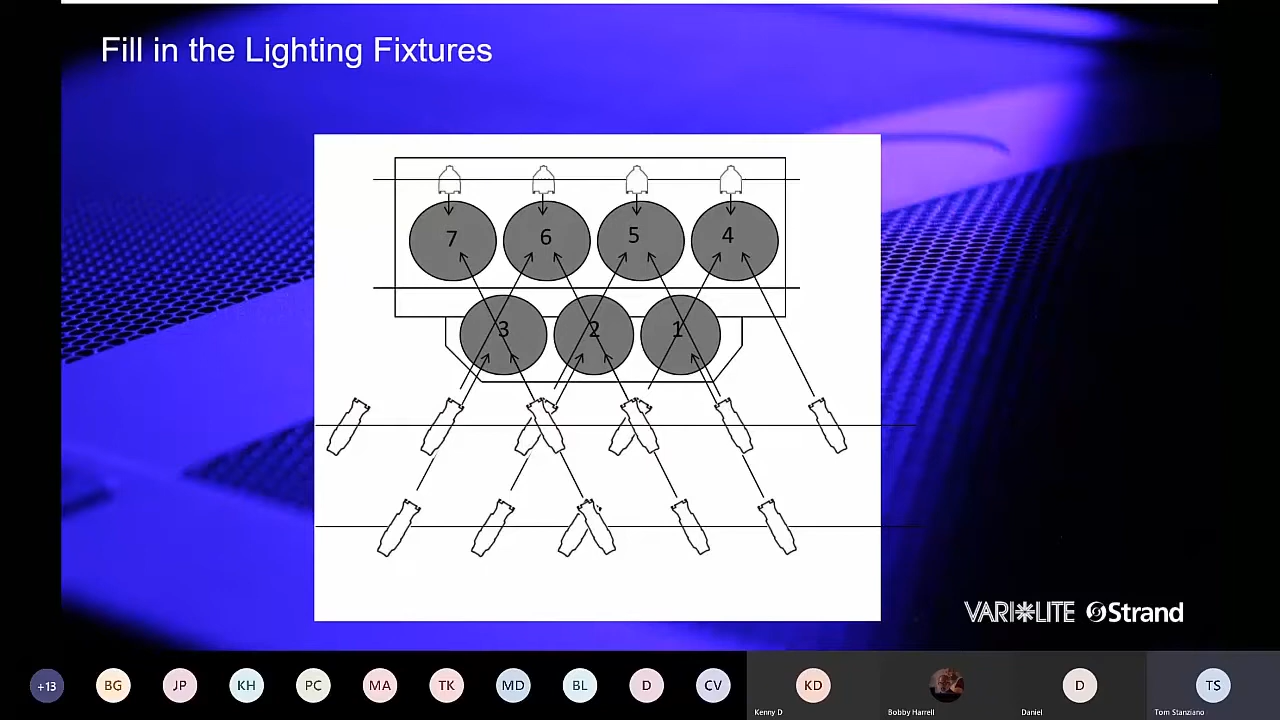 Fill in the Lighting Fixtures
7 6 5 4
3 2 1
VARI✳LITE Strand
+13 BG JP KH PC MA TK MD BL D CV KD D TS
Kenny D Bobby Harrell Daniel Tom Stanziano